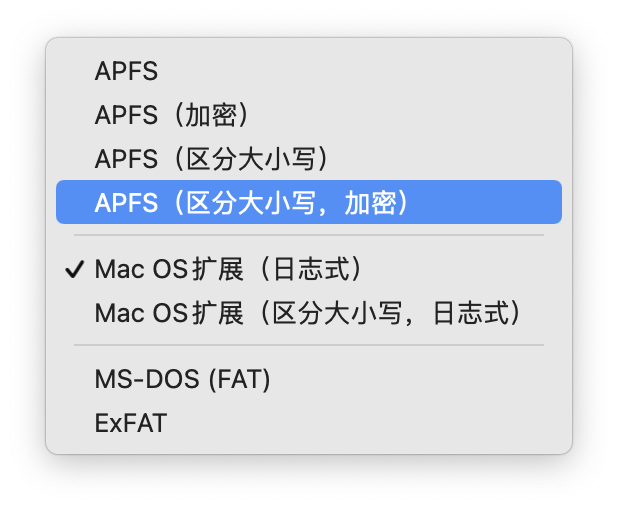 APFS
APFS（加密）
APFS（区分大小写）
APFS（区分大小写，加密）
Mac OS扩展（日志式）
Mac OS扩展（区分大小写，日志式）
MS-DOS (FAT)
ExFAT